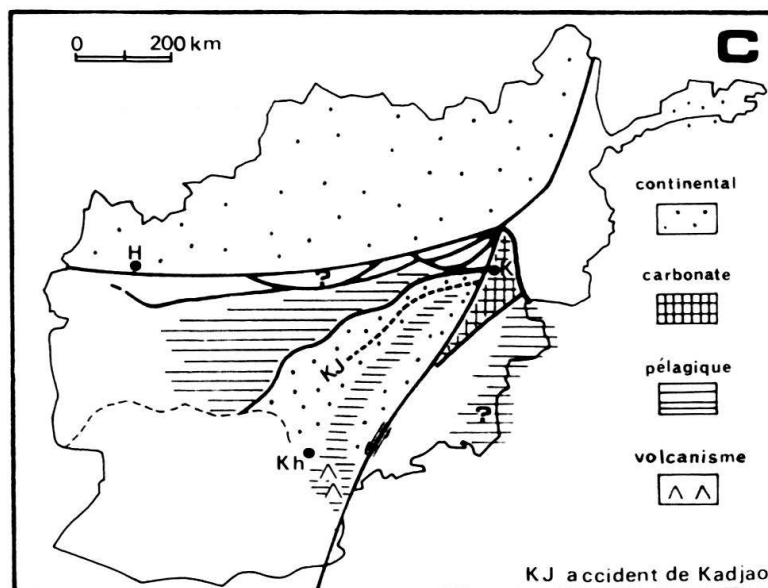 0 200 km
C
continental
H
?
K
carbonate
KJ
pélagique
?
Kh
volcanisme
KJ accident de Kadjao